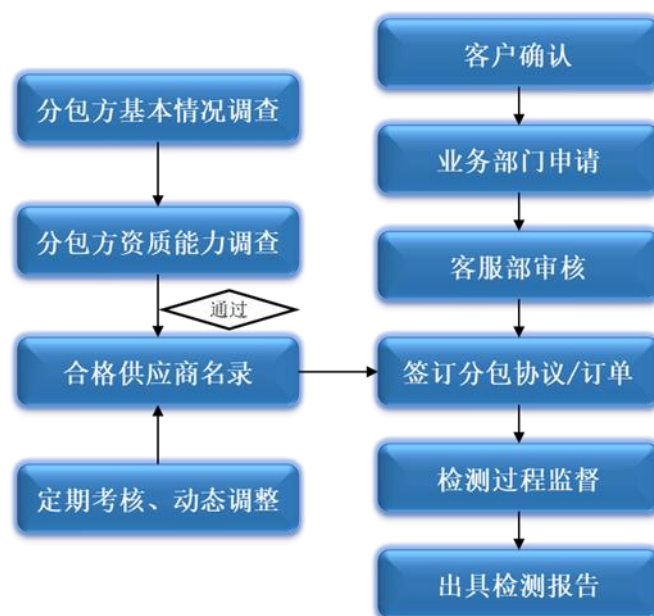 分包方基本情况调查
分包方资质能力调查
通过
合格供应商名录
定期考核、动态调整
客户确认
业务部门申请
客服部审核
签订分包协议/订单
检测过程监督
出具检测报告